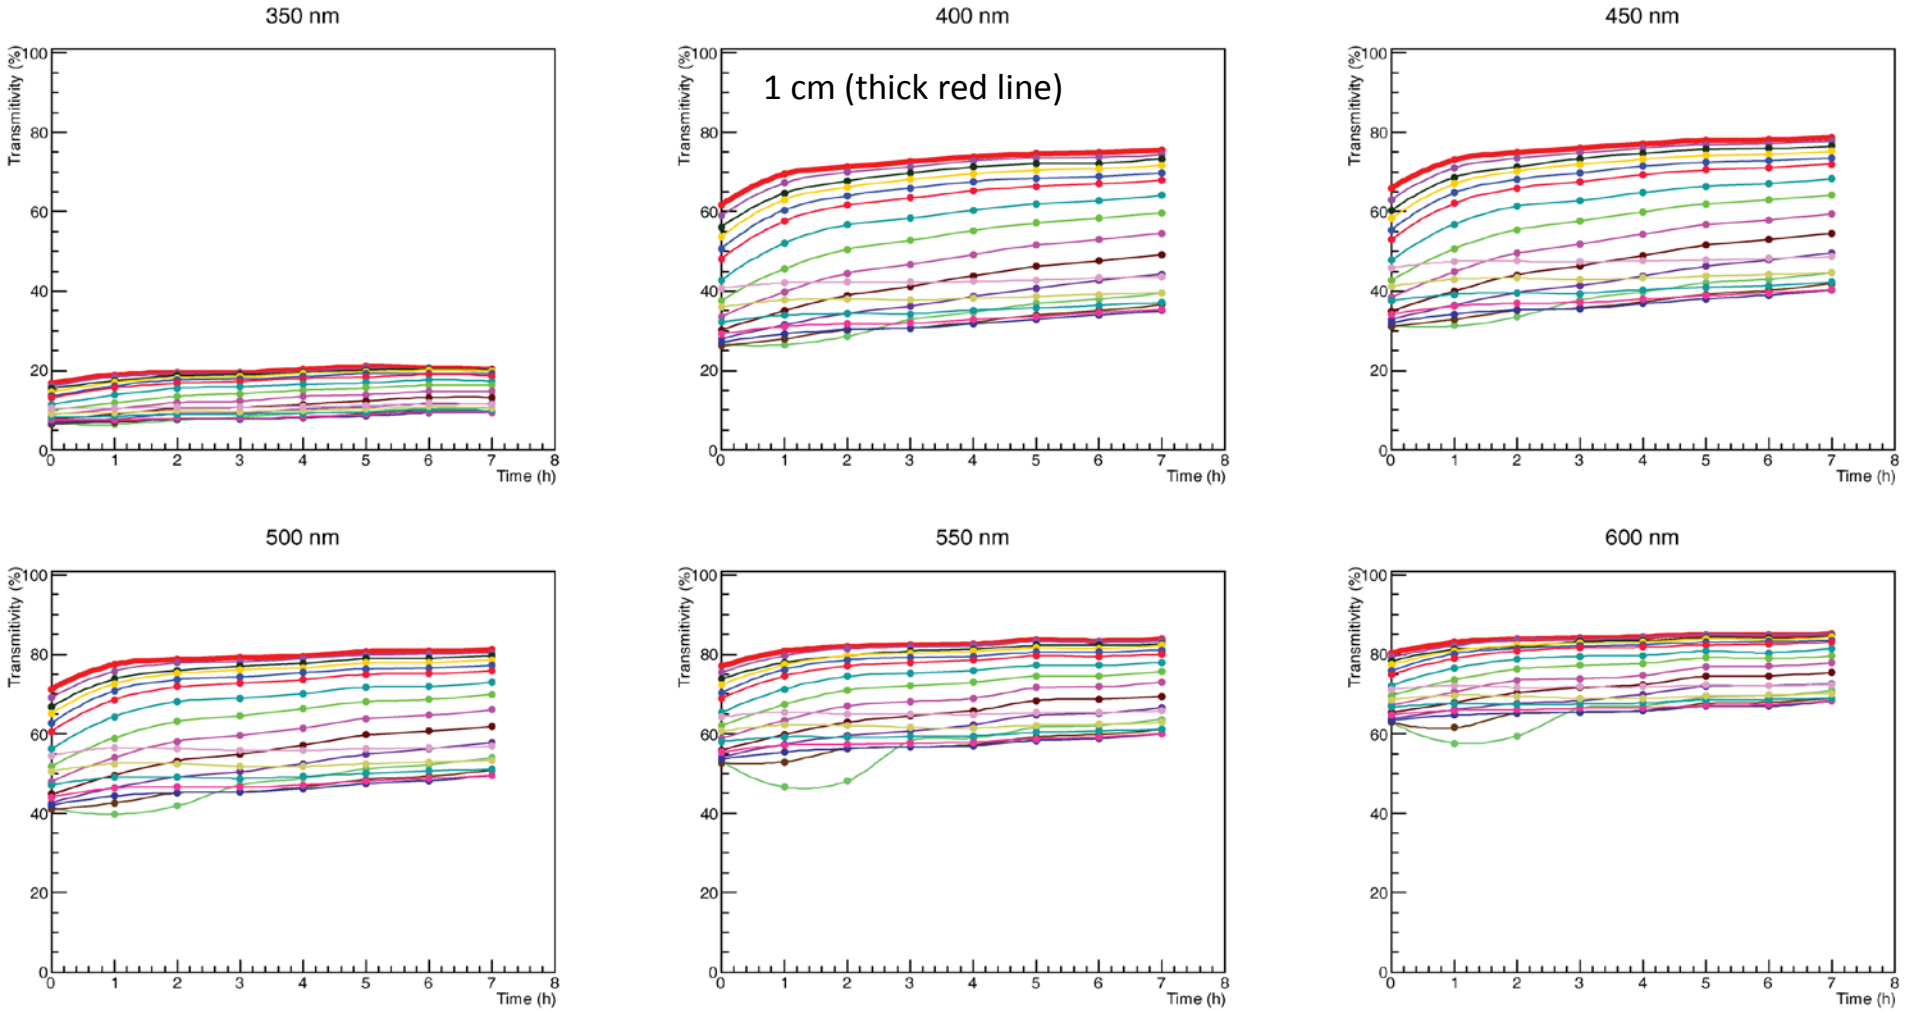 350 nm
Transmitivity (%)
100
80
60
40
20
0
0 1 2 3 4 5 6 7 8
Time (h)
400 nm
1 cm (thick red line)
Transmitivity (%)
100
80
60
40
20
0
0 1 2 3 4 5 6 7 8
Time (h)
450 nm
Transmitivity (%)
100
80
60
40
20
0
0 1 2 3 4 5 6 7 8
Time (h)
500 nm
Transmitivity (%)
100
80
60
40
20
0
0 1 2 3 4 5 6 7 8
Time (h)
550 nm
Transmitivity (%)
100
80
60
40
20
0
0 1 2 3 4 5 6 7 8
Time (h)
600 nm
Transmitivity (%)
100
80
60
40
20
0
0 1 2 3 4 5 6 7 8
Time (h)